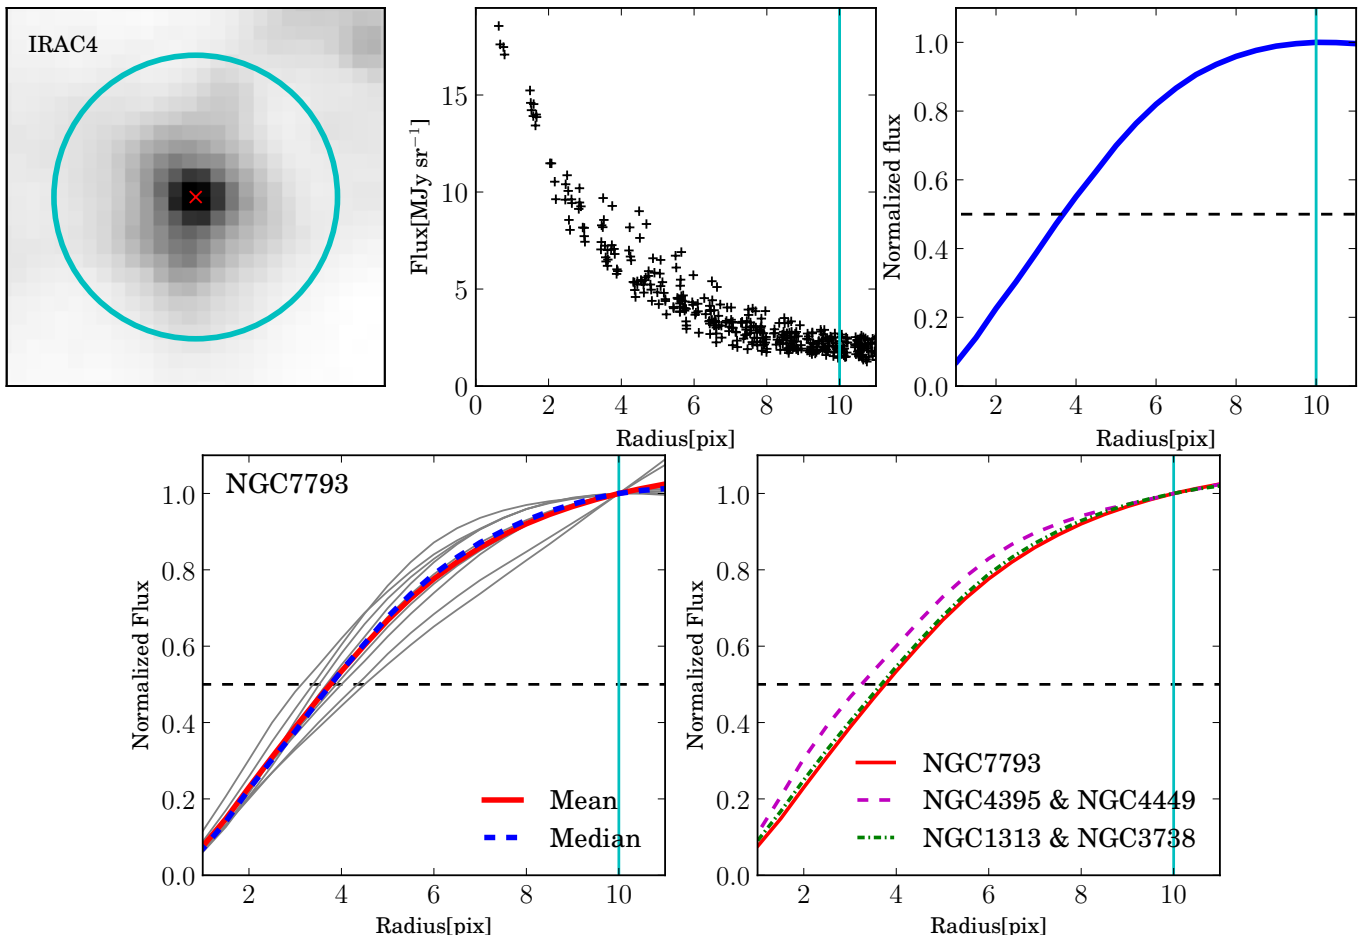 IRAC4
Flux[MJy sr⁻¹]
15
10
5
0
0 2 4 6 8 10
Radius[pix]
Normalized flux
1.0
0.8
0.6
0.4
0.2
0.0
2 4 6 8 10
Radius[pix]
NGC7793
Normalized Flux
1.0
0.8
0.6
0.4
0.2
0.0
Mean
Median
2 4 6 8 10
Radius[pix]
Normalized Flux
1.0
0.8
0.6
0.4
0.2
0.0
NGC7793
NGC4395 & NGC4449
NGC1313 & NGC3738
2 4 6 8 10
Radius[pix]